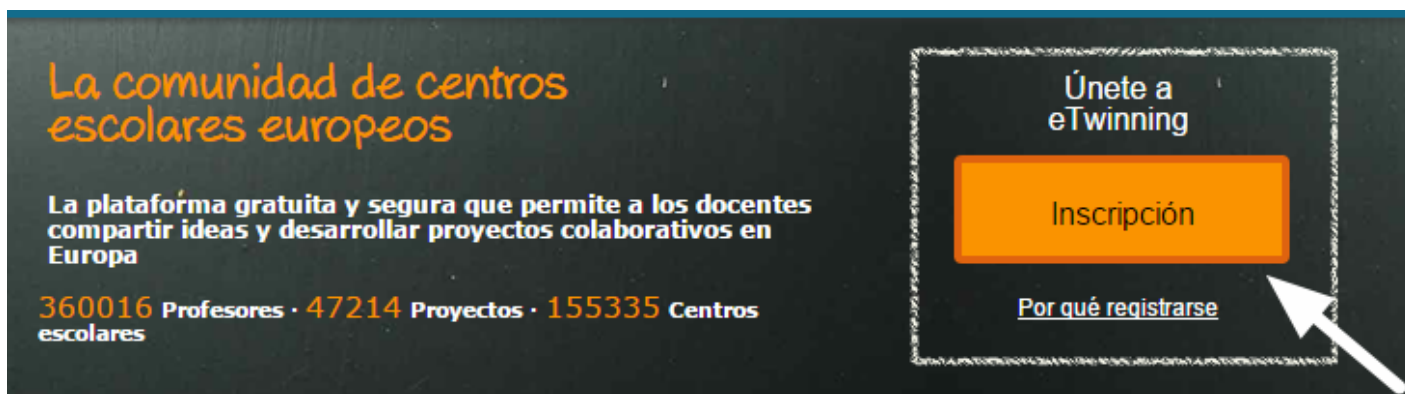 La comunidad de centros
escolares europeos
La plataforma gratuita y segura que permite a los docentes
compartir ideas y desarrollar proyectos colaborativos en
Europa
360016 Profesores · 47214 Proyectos · 155335 Centros
escolares
Únete a
eTwinning
Inscripción
Por qué registrarse